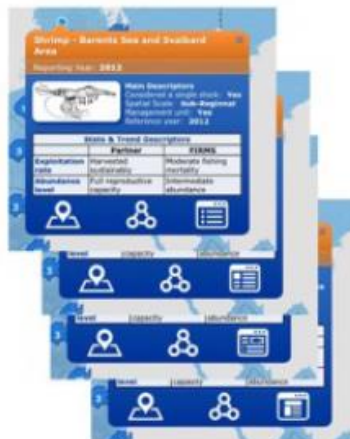 Shrimp - Barents Sea and Svalbard
Area
Reporting Year: 2013
Main Descriptors
Considered a single stock: Yes
Spatial Scale: Sub-Regional
Management unit: Yes
Reference year: 2012
State & Trend Descriptors
Partner FIRMS
Exploitation rate Harvested sustainably Moderate fishing mortality
Abundance level Full reproductive capacity Intermediate abundance
level capacity abundance
level capacity abundance
level capacity abundance